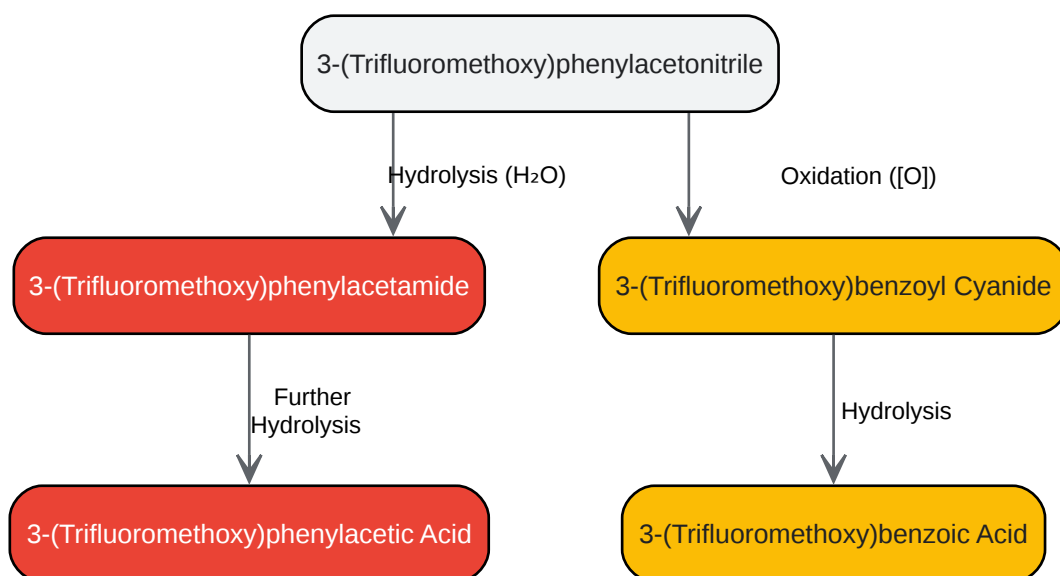 3-(Trifluoromethoxy)phenylacetonitrile
Hydrolysis (H₂O)
Oxidation ([O])
3-(Trifluoromethoxy)phenylacetamide
3-(Trifluoromethoxy)benzoyl Cyanide
Further
Hydrolysis
Hydrolysis
3-(Trifluoromethoxy)phenylacetic Acid
3-(Trifluoromethoxy)benzoic Acid